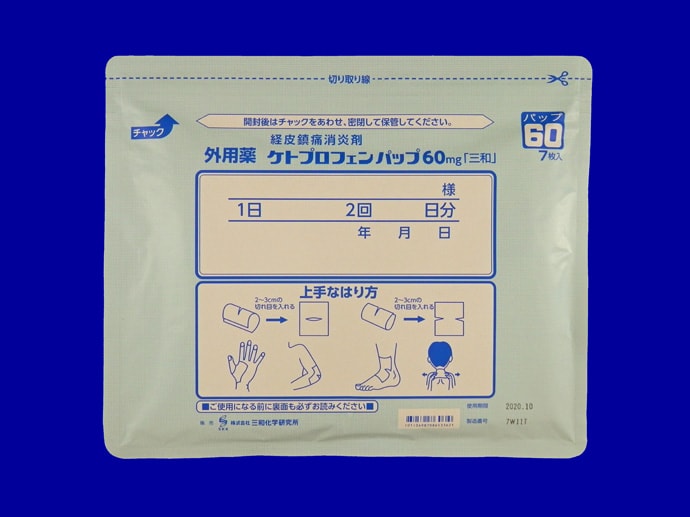 切り取り線
チャック
開封後はチャックをあわせ、密閉して保管してください。
パップ
60
7枚入
経皮鎮痛消炎剤
外用薬 ケトプロフェンパップ60mg「三和」
様
1日 2回 日分
年 月 日
上手なはり方
2〜3cmの
切れ目を入れる
2〜3cmの
切れ目を入れる
■ご使用になる前に裏面も必ずお読みください■
使用期限 2020.10
製造番号 7W11T
株式会社 三和化学研究所